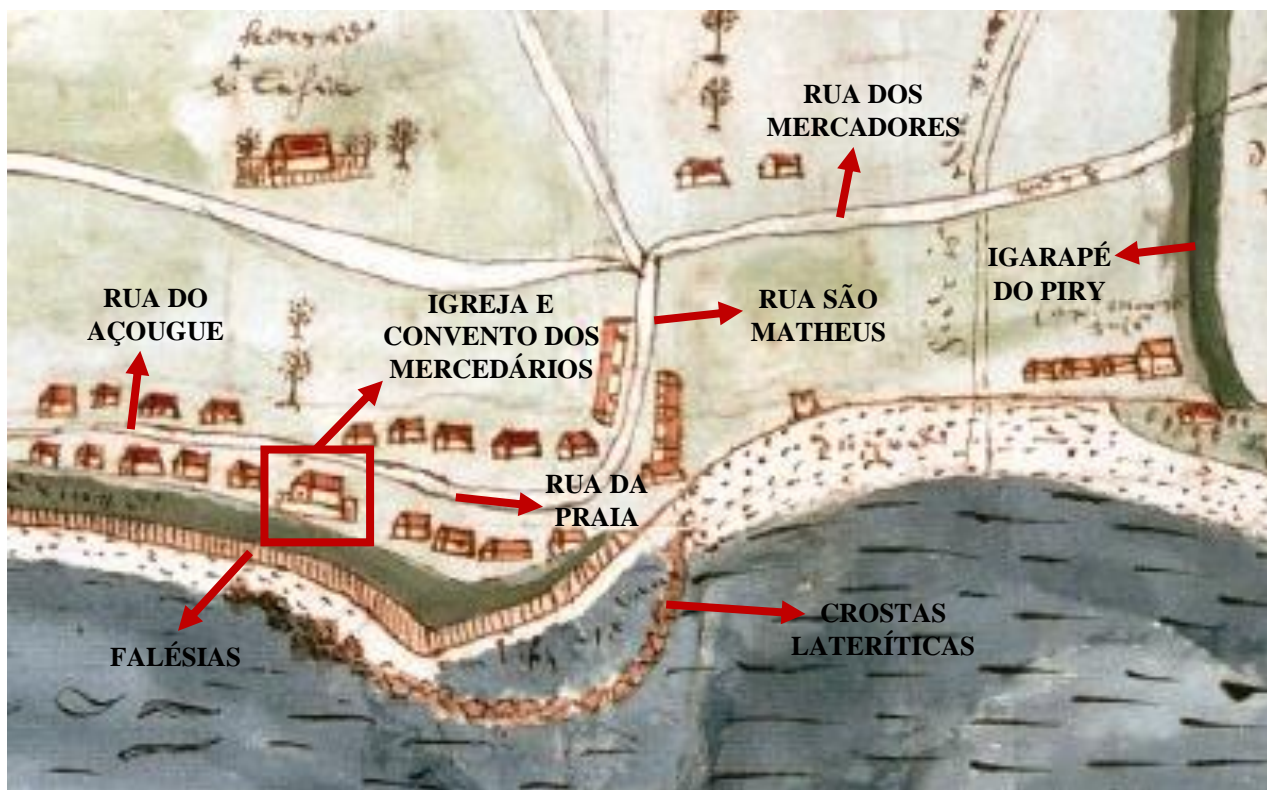 RUA DOS
MERCADORES
IGARAPÉ
DO PIRY
RUA DO
AÇOUGUE
IGREJA E
CONVENTO DOS
MERCEDÁRIOS
RUA SÃO
MATHEUS
RUA DA
PRAIA
FALÉSIAS
CROSTAS
LATERÍTICAS